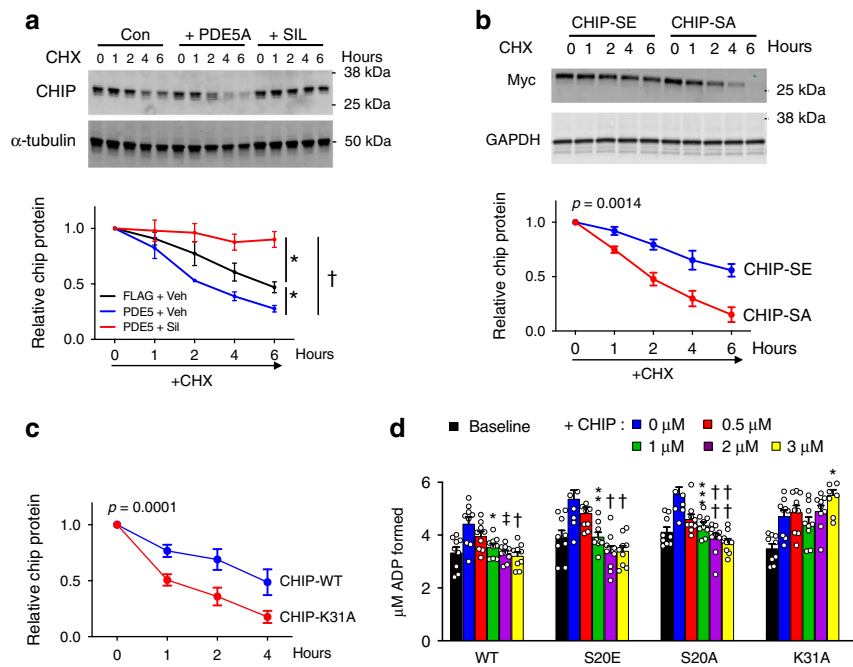 a
Con + PDE5A + SIL
CHX 0 1 2 4 6 0 1 2 4 6 0 1 2 4 6 Hours
38 kDa
CHIP
25 kDa
α-tubulin 50 kDa
Relative chip protein
1.0
0.5
0.0
*
*
†
FLAG + Veh
PDE5 + Veh
PDE5 + Sil
0 1 2 4 6 Hours
+CHX
b
CHIP-SE CHIP-SA
CHX 0 1 2 4 6 0 1 2 4 6 Hours
Myc
25 kDa
38 kDa
GAPDH
Relative chip protein
p = 0.0014
1.0
0.5
0.0
CHIP-SE
CHIP-SA
0 1 2 4 6 Hours
+CHX
c
Relative chip protein
p = 0.0001
1.0
0.5
1.0
CHIP-WT
CHIP-K31A
0 1 2 4 Hours
d
Baseline + CHIP : 0 μM 0.5 μM
1 μM 2 μM 3 μM
μM ADP formed
6
4
2
0
* ‡ †
** † †
*** †† ††
*
WT S20E S20A K31A